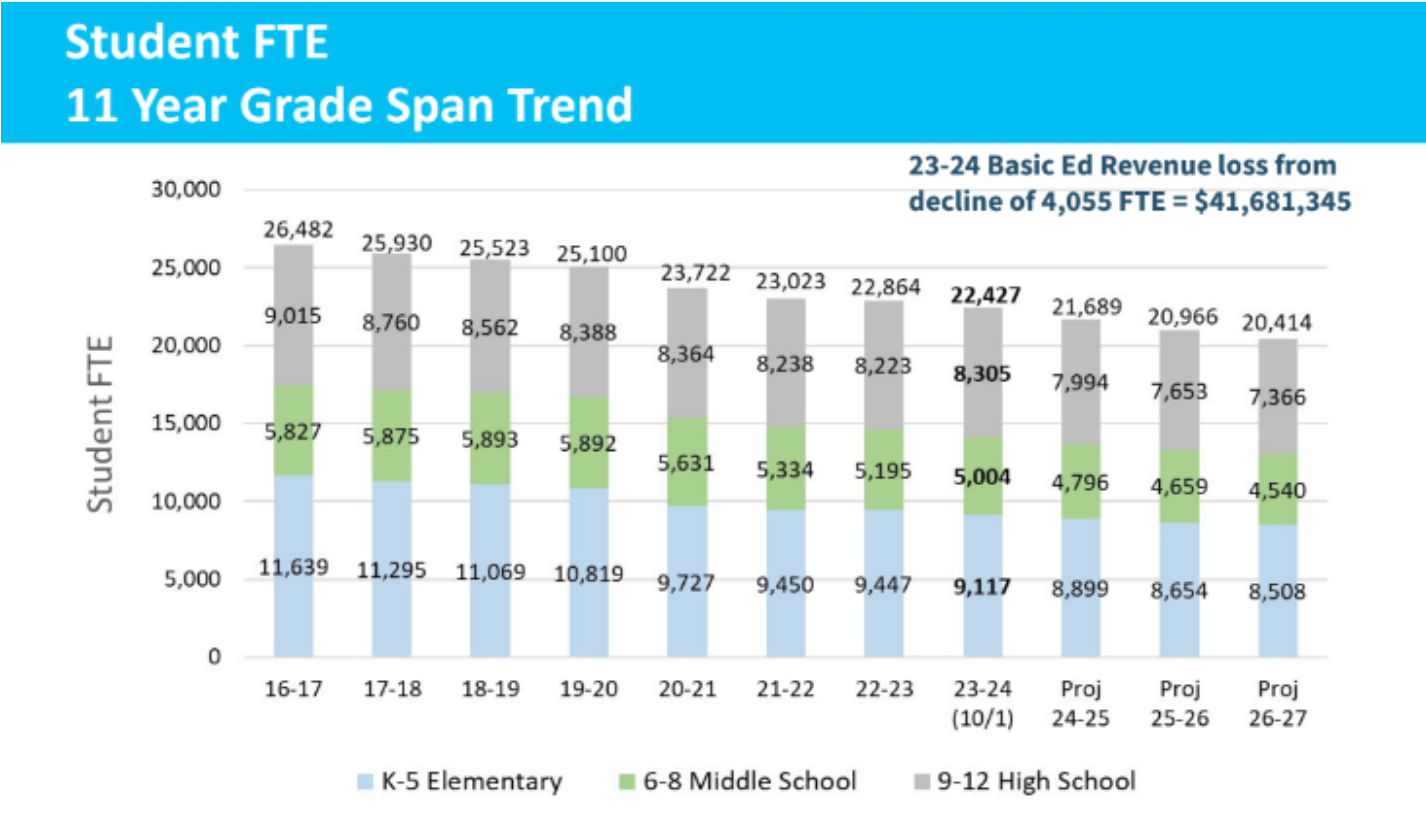 Student FTE
11 Year Grade Span Trend
23-24 Basic Ed Revenue loss from
decline of 4,055 FTE = $41,681,345
Student FTE
30,000
25,000
20,000
15,000
10,000
5,000
0
26,482 25,930 25,523 25,100 23,722 23,023 22,864 22,427 21,689 20,966 20,414
9,015 8,760 8,562 8,388 8,364 8,238 8,223 8,305 7,994 7,653 7,366
5,827 5,875 5,893 5,892 5,631 5,334 5,195 5,004 4,796 4,659 4,540
11,639 11,295 11,069 10,819 9,727 9,450 9,447 9,117 8,899 8,654 8,508
16-17 17-18 18-19 19-20 20-21 21-22 22-23 23-24 Proj Proj Proj
(10/1) 24-25 25-26 26-27
K-5 Elementary 6-8 Middle School 9-12 High School